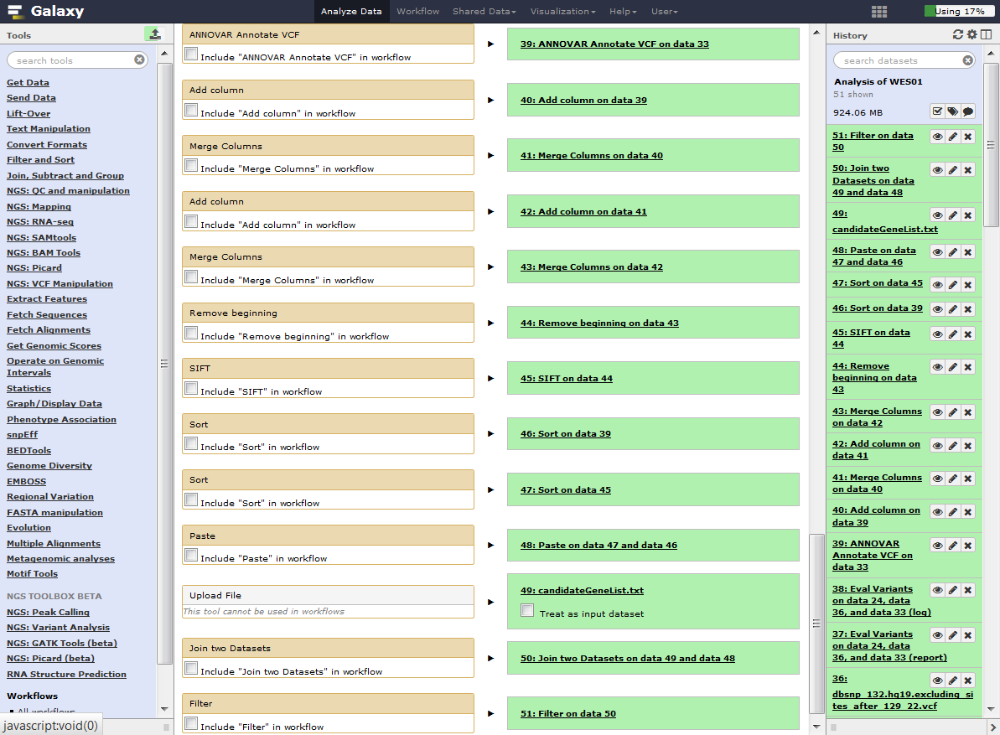 Galaxy
Analyze Data
Workflow
Shared Data
Visualization
Help
User
Using 17%
Tools
search tools
Get Data
Send Data
Lift-Over
Text Manipulation
Convert Formats
Filter and Sort
Join, Subtract and Group
NGS: QC and manipulation
NGS: Mapping
NGS: RNA-seq
NGS: SAMtools
NGS: BAM Tools
NGS: Picard
NGS: VCF Manipulation
Extract Features
Fetch Sequences
Fetch Alignments
Get Genomic Scores
Operate on Genomic
Intervals
Statistics
Graph/Display Data
Phenotype Association
snpEff
BEDTools
Genome Diversity
EMBOSS
Regional Variation
FASTA manipulation
Evolution
Multiple Alignments
Metagenomic analyses
Motif Tools
NGS TOOLBOX BETA
NGS: Peak Calling
NGS: Variant Analysis
NGS: GATK Tools (beta)
NGS: Picard (beta)
RNA Structure Prediction
Workflows
All workflows
javascript:void(0)
ANNOVAR Annotate VCF
Include "ANNOVAR Annotate VCF" in workflow
39: ANNOVAR Annotate VCF on data 33
Add column
Include "Add column" in workflow
40: Add column on data 39
Merge Columns
Include "Merge Columns" in workflow
41: Merge Columns on data 40
Add column
Include "Add column" in workflow
42: Add column on data 41
Merge Columns
Include "Merge Columns" in workflow
43: Merge Columns on data 42
Remove beginning
Include "Remove beginning" in workflow
44: Remove beginning on data 43
SIFT
Include "SIFT" in workflow
45: SIFT on data 44
Sort
Include "Sort" in workflow
46: Sort on data 39
Sort
Include "Sort" in workflow
47: Sort on data 45
Paste
Include "Paste" in workflow
48: Paste on data 47 and data 46
Upload File
This tool cannot be used in workflows
49: candidateGeneList.txt
Treat as input dataset
Join two Datasets
Include "Join two Datasets" in workflow
50: Join two Datasets on data 49 and data 48
Filter
Include "Filter" in workflow
51: Filter on data 50
History
search datasets
Analysis of WES01
51 shown
924.06 MB
51: Filter on data
50
50: Join two
Datasets on data
49 and data 48
49:
candidateGeneList.txt
48: Paste on data
47 and data 46
47: Sort on data 45
46: Sort on data 39
45: SIFT on data
44
44: Remove
beginning on data
43
43: Merge Columns
on data 42
42: Add column on
data 41
41: Merge Columns
on data 40
40: Add column on
data 39
39: ANNOVAR
Annotate VCF on
data 33
38: Eval Variants
on data 24, data
36, and data 33 (log)
37: Eval Variants
on data 24, data
36, and data 33 (report)
36:
dbsnp_132.hg19.excluding_si
tes_after_129_22.vcf